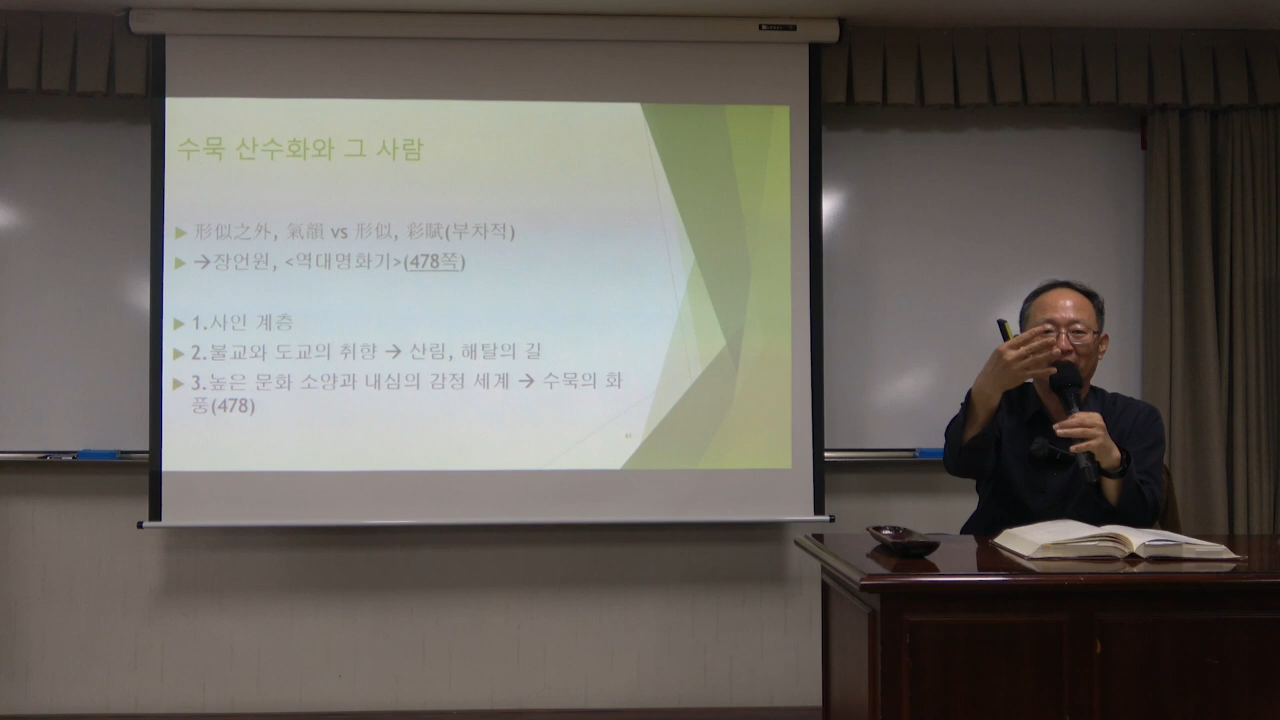 수묵 산수화와 그 사람
形似之外, 氣韻 vs 形似, 彩賦(부차적)
→장언원, <역대명화기>(478쪽)
1.사인 계층
2.불교와 도교의 취향 → 산림, 해탈의 길
3.높은 문화 소양과 내심의 감정 세계 → 수묵의 화
풍(478)